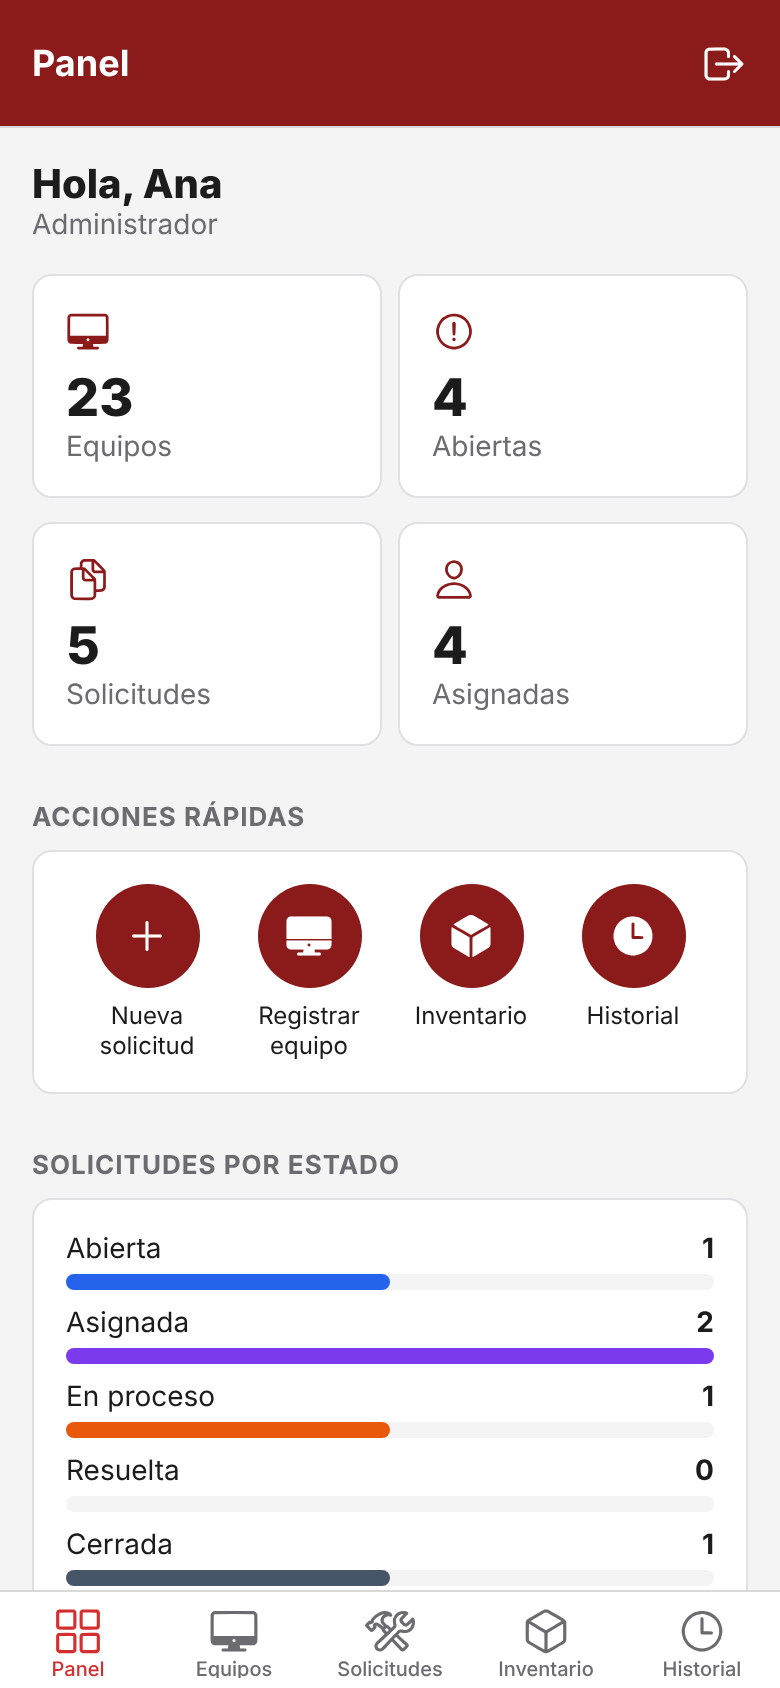 Panel
Hola, Ana
Administrador
23
Equipos
4
Abiertas
5
Solicitudes
4
Asignadas
ACCIONES RÁPIDAS
Nueva
solicitud
Registrar
equipo
Inventario
Historial
SOLICITUDES POR ESTADO
Abierta 1
Asignada 2
En proceso 1
Resuelta 0
Cerrada 1
Panel Equipos Solicitudes Inventario Historial